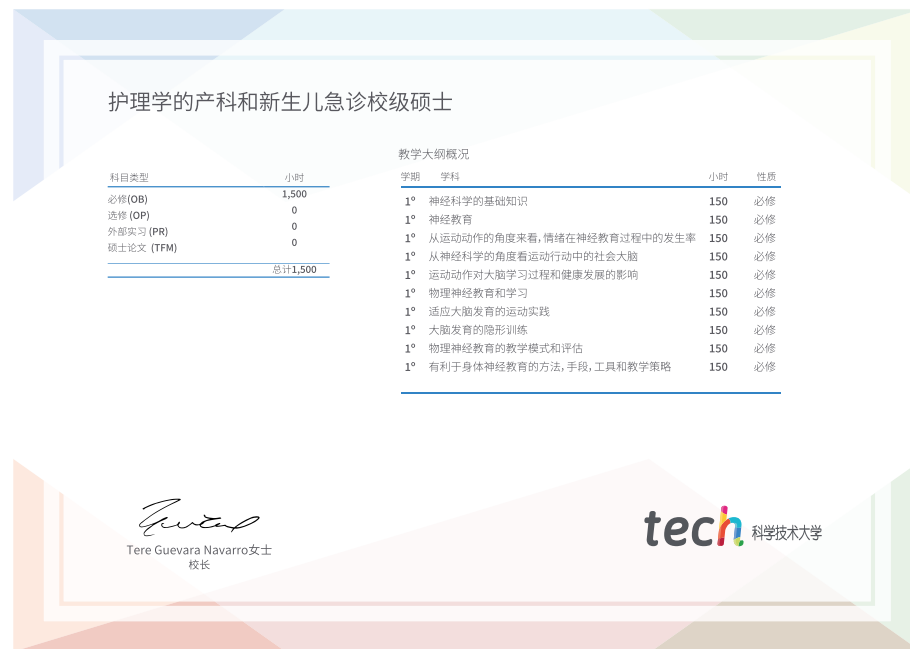 护理学的产科和新生儿急诊校级硕士
科目类型 小时
必修(OB) 1,500
选修 (OP) 0
外部实习 (PR) 0
硕士论文 (TFM) 0
总计1,500
教学大纲概况
学期 学科 小时 性质
1º 神经科学的基础知识 150 必修
1º 神经教育 150 必修
1º 从运动动作的角度来看,情绪在神经教育过程中的发生率 150 必修
1º 从神经科学的角度看运动行动中的社会大脑 150 必修
1º 运动动作对大脑学习过程和健康发展的影响 150 必修
1º 物理神经教育和学习 150 必修
1º 适应大脑发育的运动实践 150 必修
1º 大脑发育的隐形训练 150 必修
1º 物理神经教育的教学模式和评估 150 必修
1º 有利于身体神经教育的方法,手段,工具和教学策略 150 必修
Tere Guevara Navarro女士
校长
tech 科学技术大学